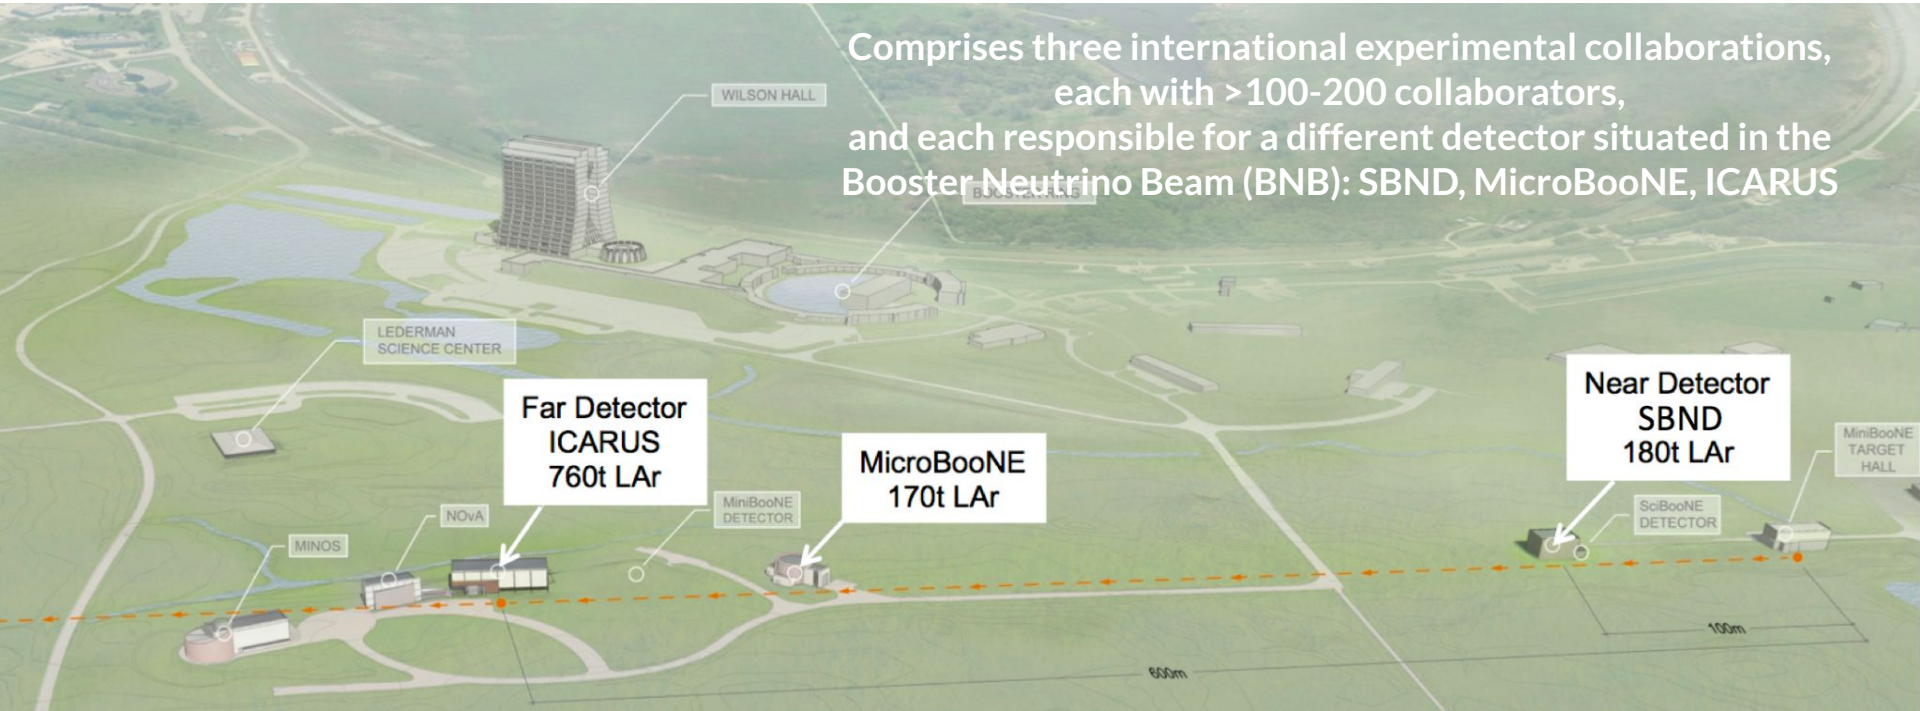 Comprises three international experimental collaborations,
each with >100-200 collaborators,
and each responsible for a different detector situated in the
Booster Neutrino Beam (BNB): SBND, MicroBooNE, ICARUS
WILSON HALL
BOOSTER RING
LEDERMAN
SCIENCE CENTER
Far Detector
ICARUS
760t LAr
MicroBooNE
170t LAr
Near Detector
SBND
180t LAr
MiniBooNE
TARGET
HALL
MiniBooNE
DETECTOR
SciBooNE
DETECTOR
NOvA
MINOS
100m
600m